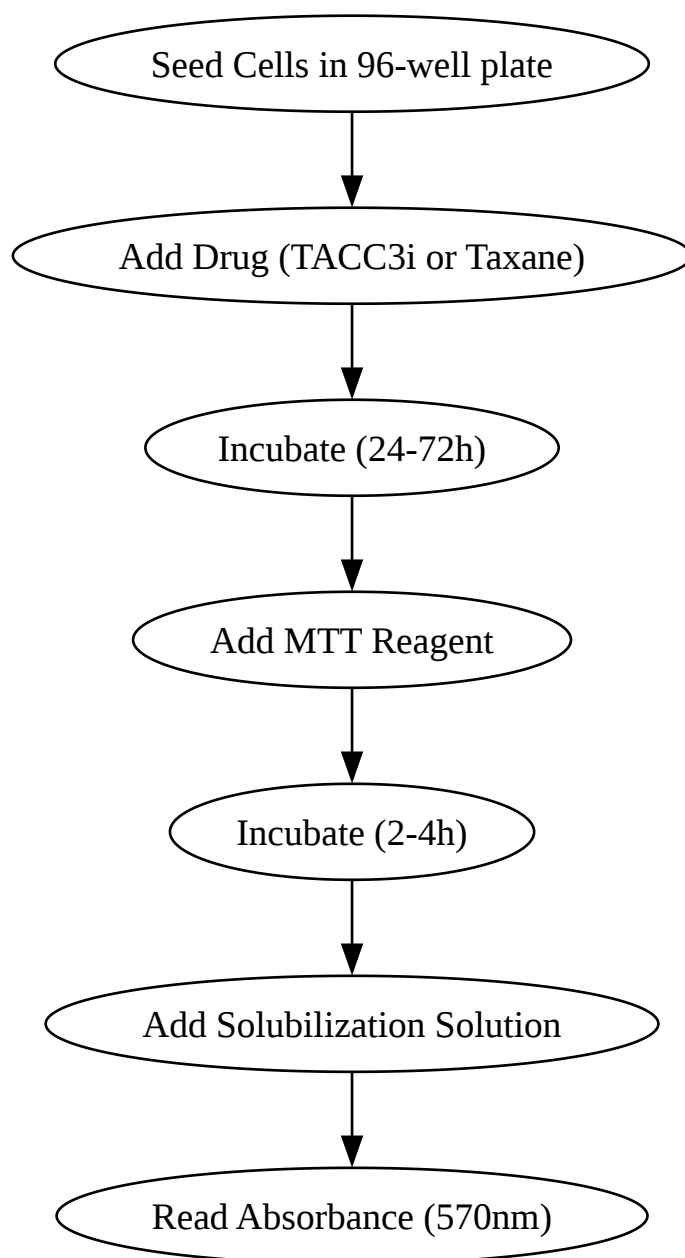 Seed Cells in 96-well plate
Add Drug (TACC3i or Taxane)
Incubate (24-72h)
Add MTT Reagent
Incubate (2-4h)
Add Solubilization Solution
Read Absorbance (570nm)